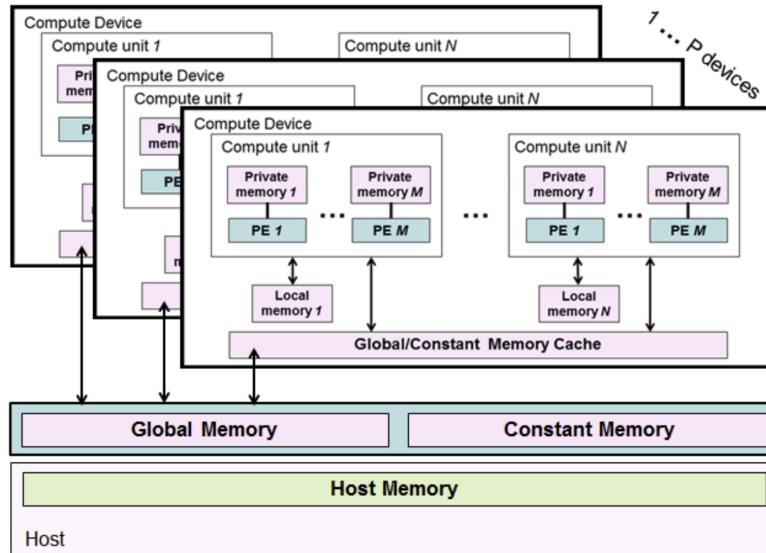 Compute Device
Compute unit 1
Compute unit N
1 ... P devices
Compute Device
Compute unit 1
Compute unit N
Compute Device
Compute unit 1
Compute unit N
Private
memory 1
Private
memory M
Private
memory 1
Private
memory M
...
...
...
PE 1
PE M
PE 1
PE M
Local
memory 1
Local
memory N
Global/Constant Memory Cache
Global Memory
Constant Memory
Host Memory
Host